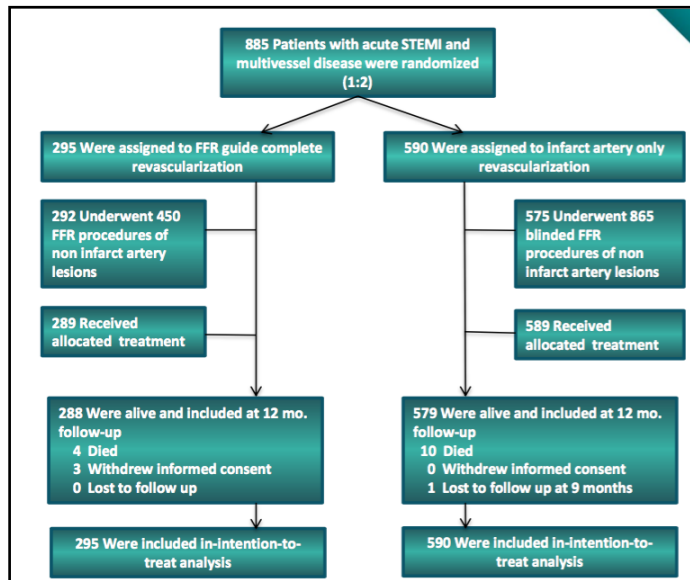 885 Patients with acute STEMI and
multivessel disease were randomized
(1:2)
295 Were assigned to FFR guide complete
revascularization
590 Were assigned to infarct artery only
revascularization
292 Underwent 450
FFR procedures of
non infarct artery
lesions
575 Underwent 865
blinded FFR
procedures of non
infarct artery lesions
289 Received
allocated treatment
589 Received
allocated treatment
288 Were alive and included at 12 mo.
follow-up
4 Died
3 Withdrew informed consent
0 Lost to follow up
579 Were alive and included at 12 mo.
follow-up
10 Died
0 Withdrew informed consent
1 Lost to follow up at 9 months
295 Were included in-intention-to-
treat analysis
590 Were included in-intention-to-
treat analysis